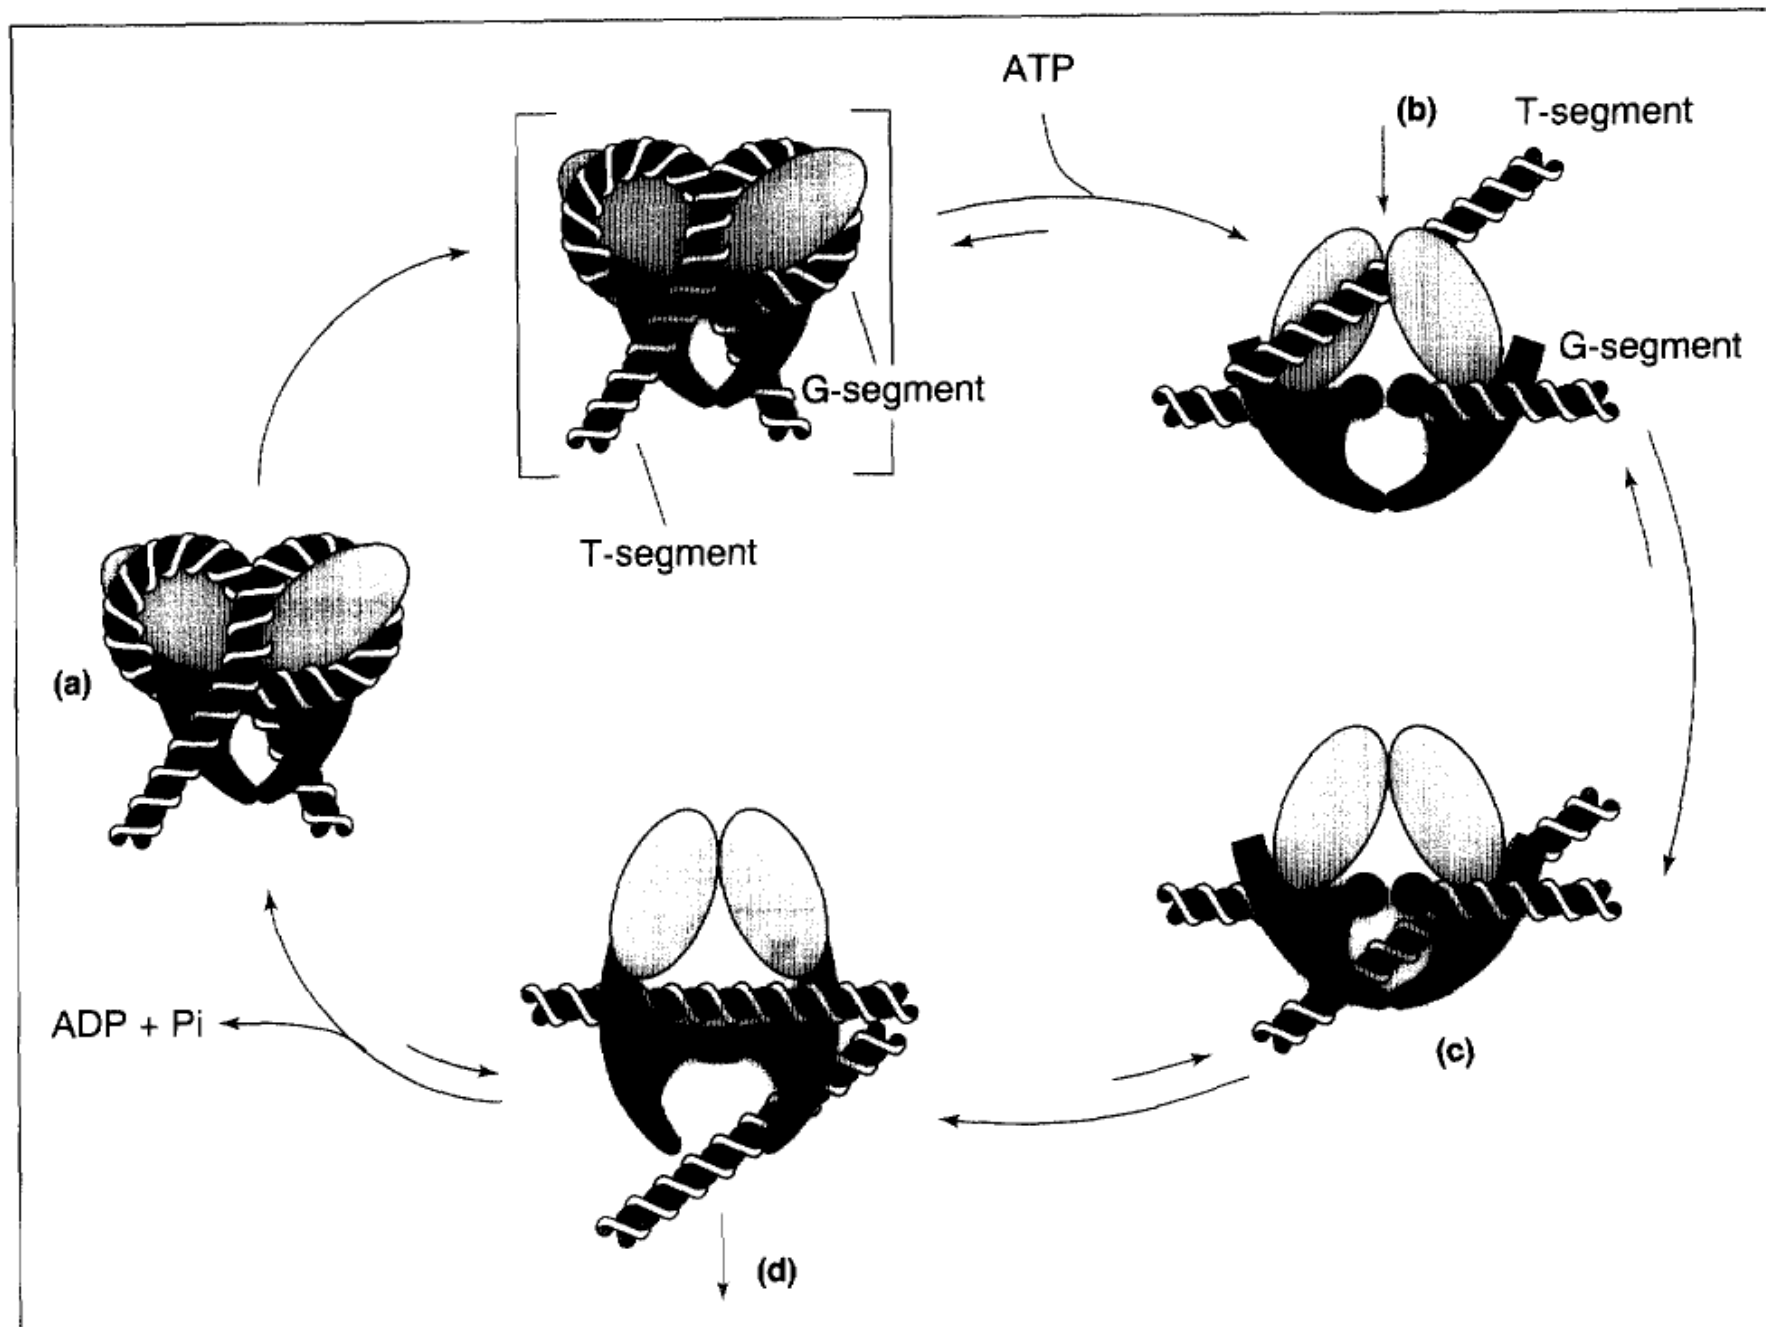 ATP
(b)
T-segment
G-segment
G-segment
T-segment
(a)
ADP + Pi
(c)
(d)